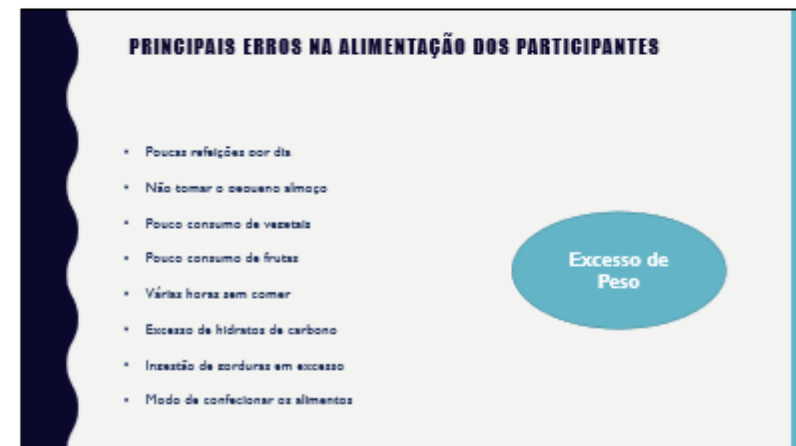 PRINCIPAIS ERROS NA ALIMENTAÇÃO DOS PARTICIPANTES
• Poucas refeições por dia
• Não tomar o pequeno almoço
• Pouco consumo de vegetais
• Pouco consumo de frutas
• Várias horas sem comer
• Excesso de hidratos de carbono
• Ingestão de gorduras em excesso
• Modo de confecionar os alimentos
Excesso de
Peso